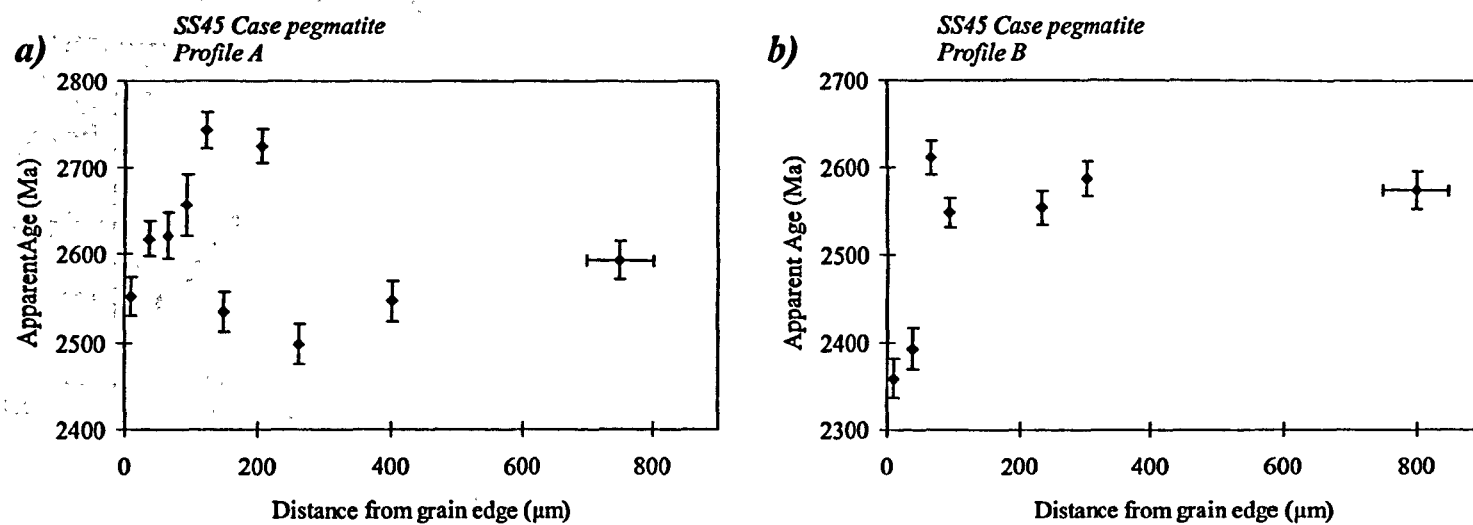 a)
SS45 Case pegmatite
Profile A
2800
2700
2600
2500
2400
ApparentAge (Ma)
0 200 400 600 800
Distance from grain edge (µm)
b)
SS45 Case pegmatite
Profile B
2700
2600
2500
2400
2300
Apparent Age (Ma)
0 200 400 600 800
Distance from grain edge (µm)